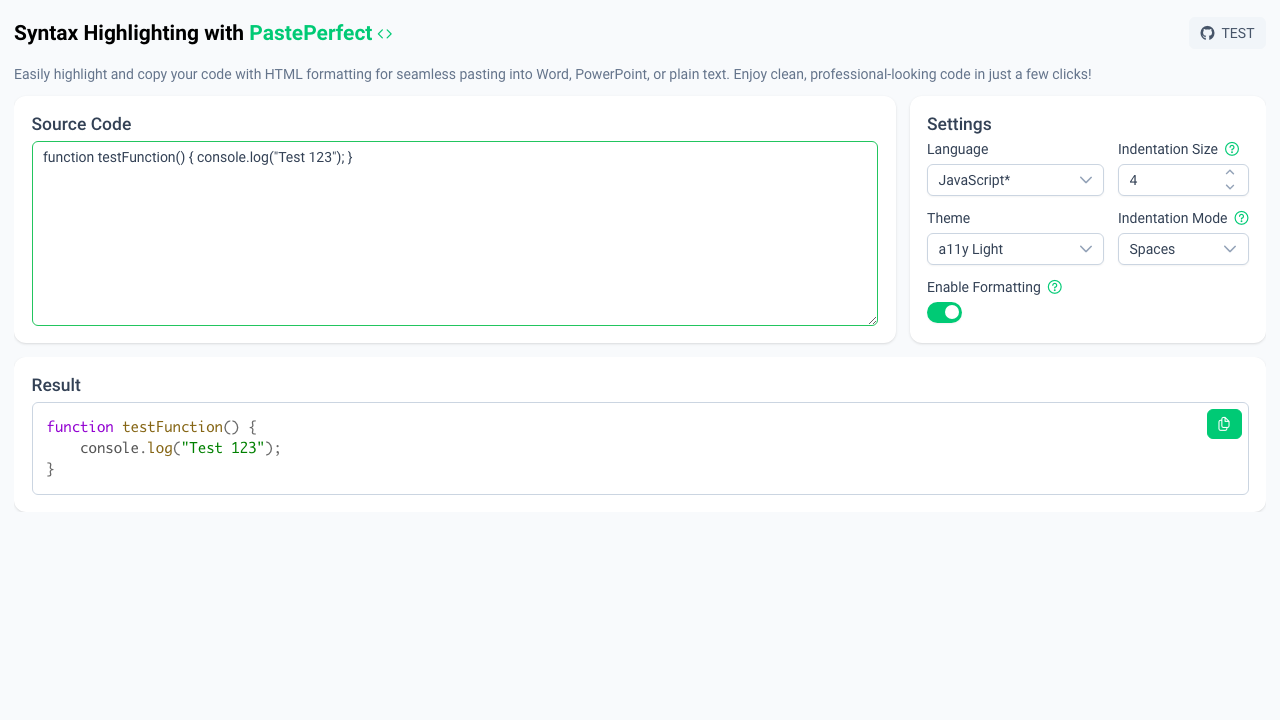 Syntax Highlighting with PastePerfect <>
TEST
Easily highlight and copy your code with HTML formatting for seamless pasting into Word, PowerPoint, or plain text. Enjoy clean, professional-looking code in just a few clicks!
Source Code
function testFunction() { console.log("Test 123"); }
Settings
Language
Indentation Size ?
JavaScript*
4
Theme
Indentation Mode ?
a11y Light
Spaces
Enable Formatting ?
Result
function testFunction() {
    console.log("Test 123");
}